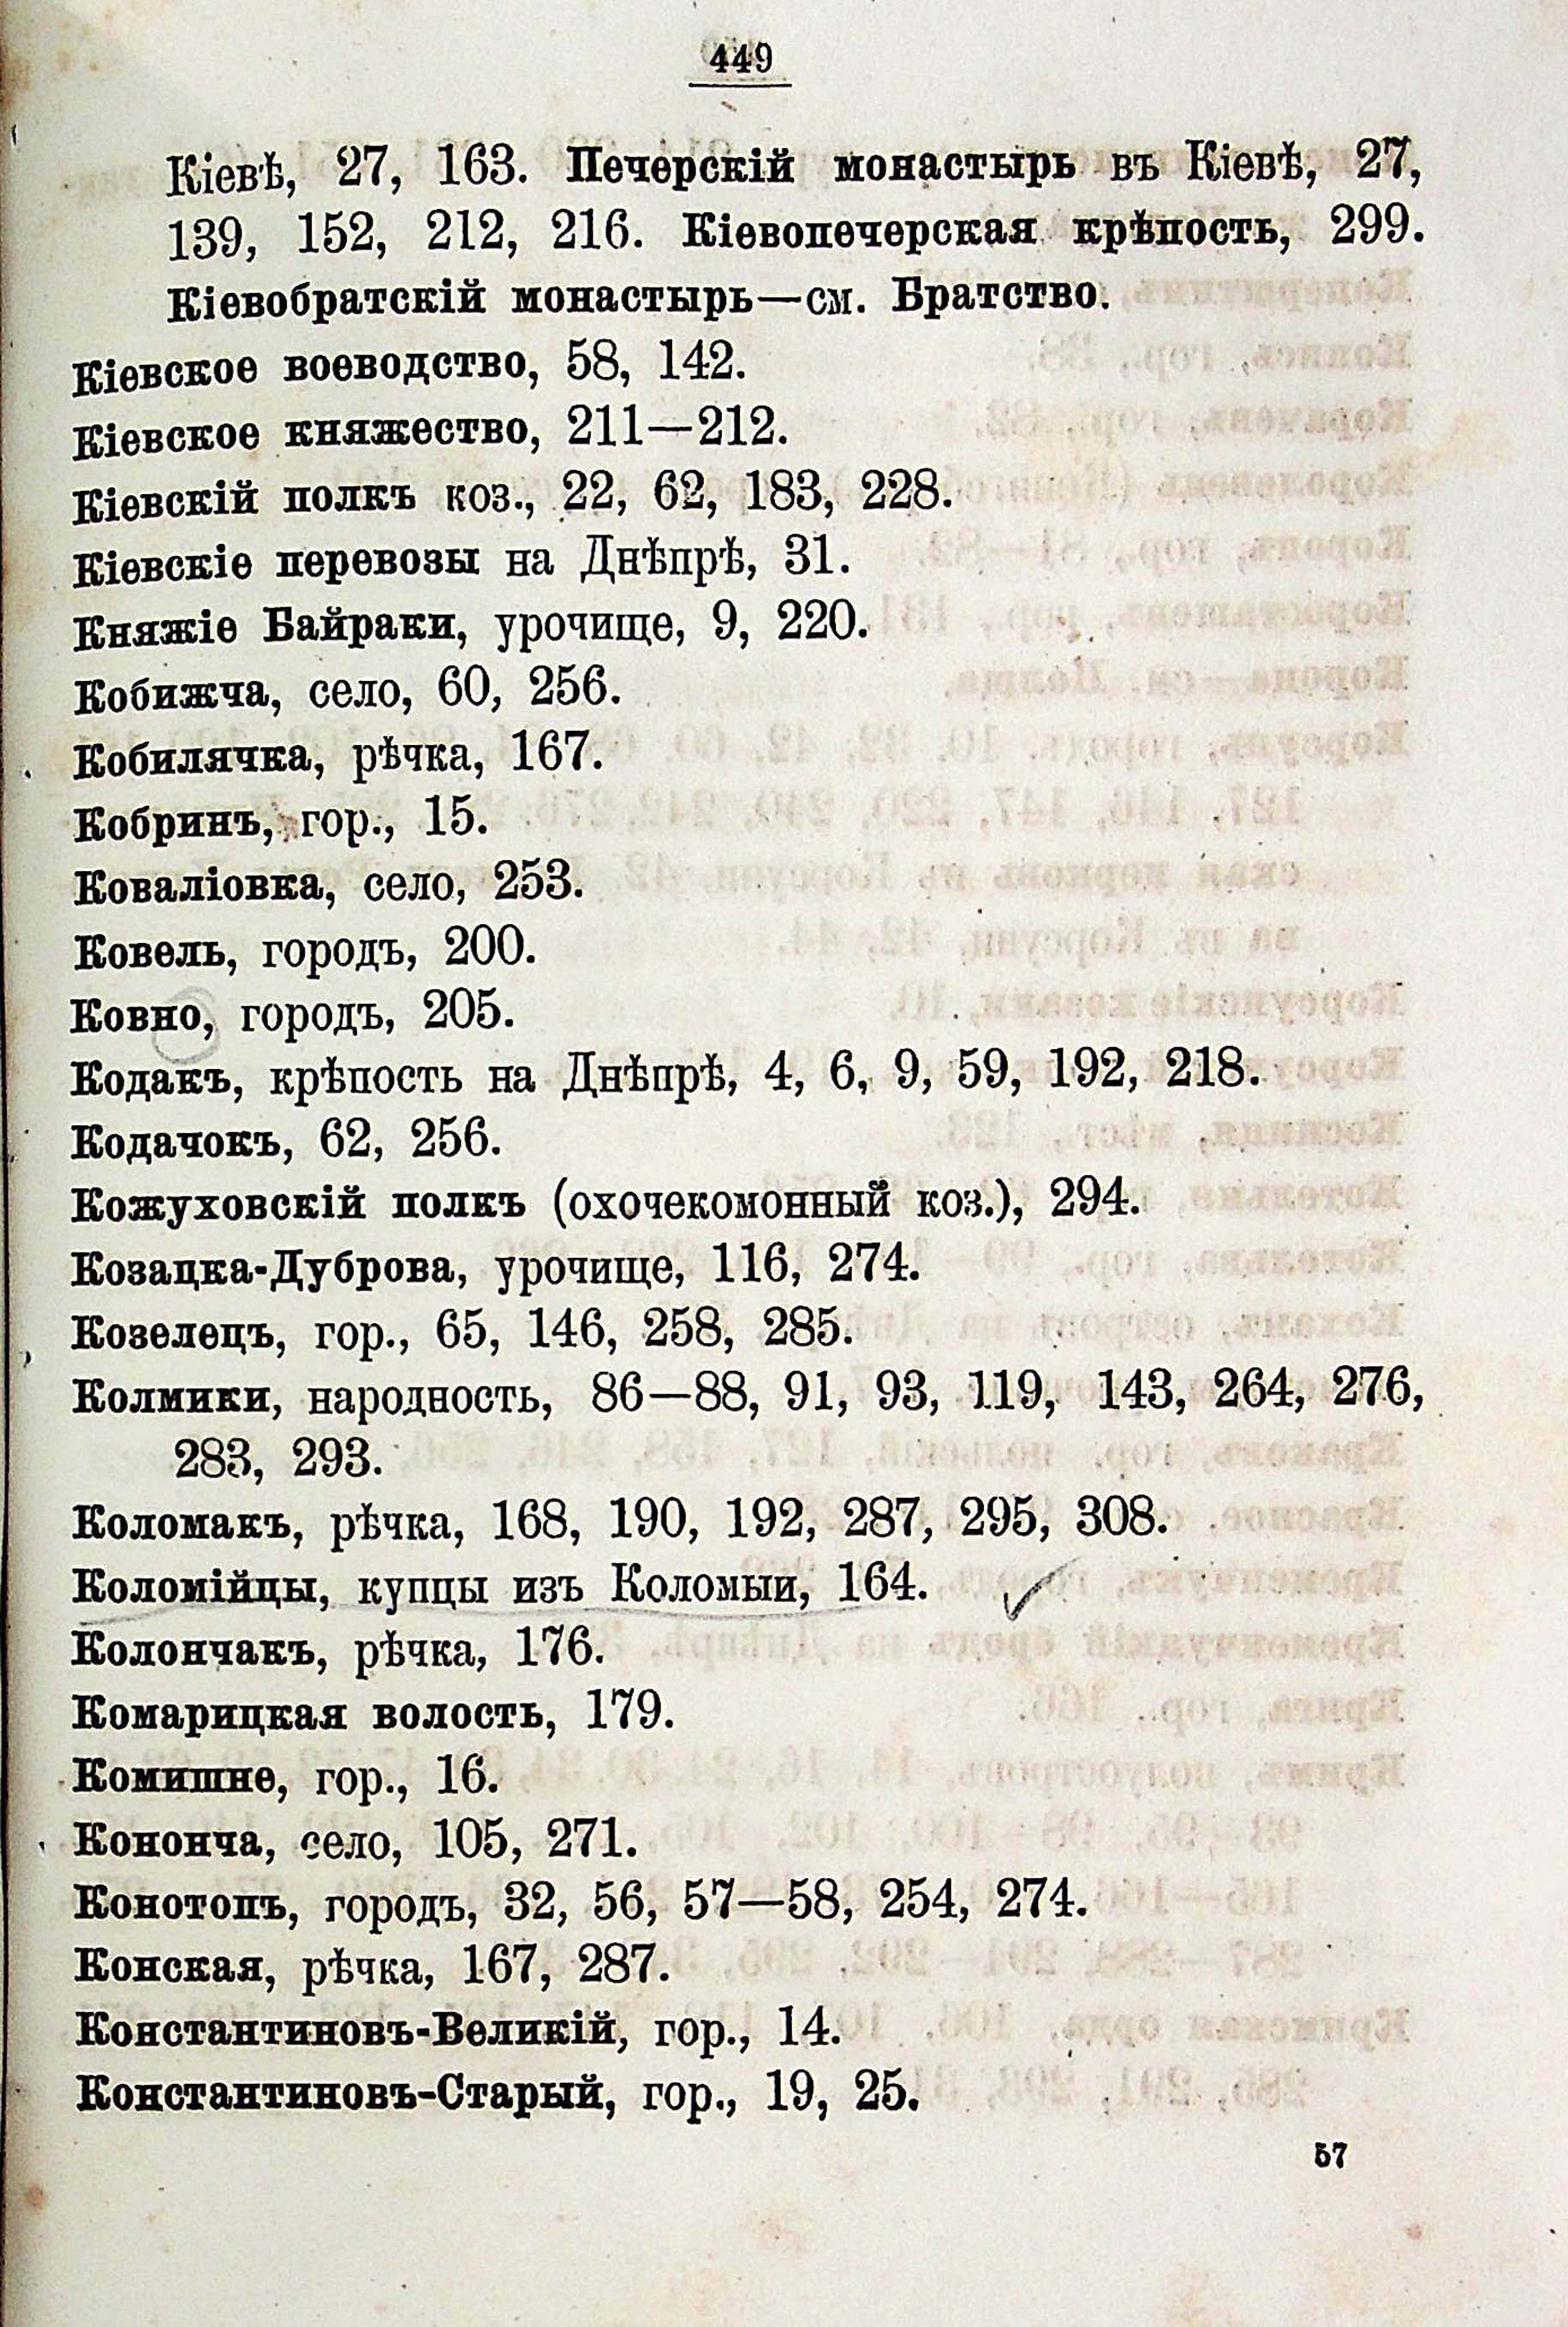 449
Кіевѣ, 27, 163. Печерскій монастырь въ Кіевѣ, 27,
139, 152, 212, 216. Кіевопечерская крѣпость, 299.
Кіевобратскій монастырь—см. Братство.
Кіевское воеводство, 58, 142.
Кіевское княжество, 211—212.
Кіевскій полкъ коз., 22, 62, 183, 228.
Кіевскіе перевозы на Днѣпрѣ, 31.
Княжіе Байраки, урочище, 9, 220.
Кобижча, село, 60, 256.
Кобилячка, рѣчка, 167.
Кобринъ, гор., 15.
Коваліовка, село, 253.
Ковель, городъ, 200.
Ковно, городъ, 205.
Кодакъ, крѣпость на Днѣпрѣ, 4, 6, 9, 59, 192, 218.
Кодачокъ, 62, 256.
Кожуховскій полкъ (охочекомонный коз.), 294.
Козацка-Дуброва, урочище, 116, 274.
Козелецъ, гор., 65, 146, 258, 285.
Колмики, народность, 86—88, 91, 93, 119, 143, 264, 276,
283, 293.
Коломакъ, рѣчка, 168, 190, 192, 287, 295, 308.
Коломійцы, купцы изъ Коломыи, 164.
Колончакъ, рѣчка, 176.
Комарицкая волость, 179.
Комишне, гор., 16.
Кононча, село, 105, 271.
Конотопъ, городъ, 32, 56, 57—58, 254, 274.
Конская, рѣчка, 167, 287.
Константиновъ-Великій, гор., 14.
Константиновъ-Старый, гор., 19, 25.
57